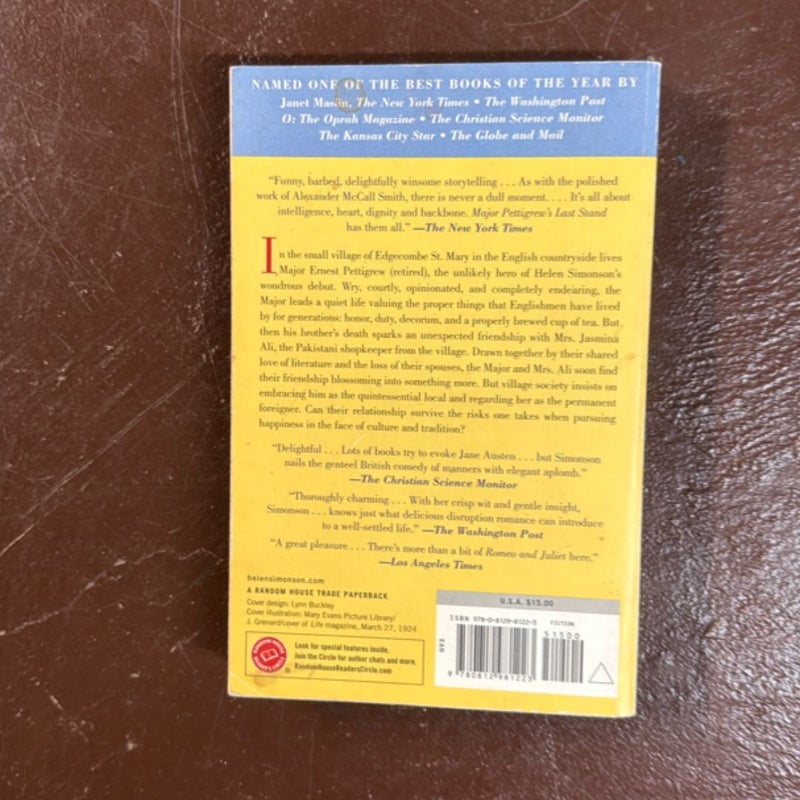 NAMED ONE OF THE BEST BOOKS OF THE YEAR BY
Janet Maslin, The New York Times • The Washington Post
O: The Oprah Magazine • The Christian Science Monitor
The Kansas City Star • The Globe and Mail
“Funny, barbed, delightfully winsome storytelling . . . As with the polished
work of Alexander McCall Smith, there is never a dull moment. . . . It’s all about
intelligence, heart, dignity and backbone. Major Pettigrew’s Last Stand
has them all.” —The New York Times
In the small village of Edgecombe St. Mary in the English countryside lives
Major Ernest Pettigrew (retired), the unlikely hero of Helen Simonson’s
wondrous debut. Wry, courtly, opinionated, and completely endearing, the
Major leads a quiet life valuing the proper things that Englishmen have lived
by for generations: honor, duty, decorum, and a properly brewed cup of tea. But
then his brother’s death sparks an unexpected friendship with Mrs. Jasmina
Ali, the Pakistani shopkeeper from the village. Drawn together by their shared
love of literature and the loss of their spouses, the Major and Mrs. Ali soon find
their friendship blossoming into something more. But village society insists on
embracing him as the quintessential local and regarding her as the permanent
foreigner. Can their relationship survive the risks one takes when pursuing
happiness in the face of culture and tradition?
“Delightful . . . Lots of books try to evoke Jane Austen . . . but Simonson
nails the genteel British comedy of manners with elegant aplomb.”
—The Christian Science Monitor
“Thoroughly charming . . . With her crisp wit and gentle insight,
Simonson . . . knows just what delicious disruption romance can introduce
to a well-settled life.” —The Washington Post
“A great pleasure . . . There’s more than a bit of Romeo and Juliet here.”
—Los Angeles Times
helensimonson.com
A RANDOM HOUSE TRADE PAPERBACK
Cover design: Lynn Buckley
Cover illustration: Mary Evans Picture Library/
J. Grenard/cover of Life magazine, March 27, 1924
RANDOM HOUSE
READER'S CIRCLE
Look for special features inside.
Join the Circle for author chats and more.
RandomHouseReadersCircle.com
U.S.A. $15.00
ISBN 978-0-8129-8122-3 FICTION
51500
EAN
9 780812 981223